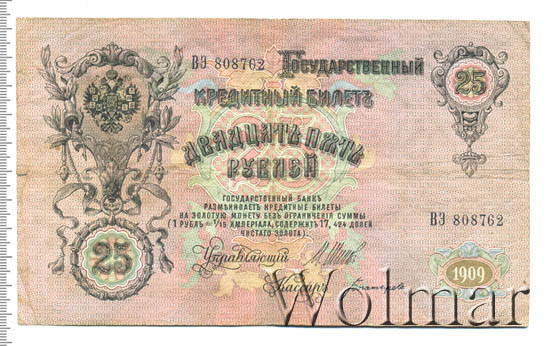 ВЭ 808762
ГОСУДАРСТВЕННЫЙ
КРЕДИТНЫЙ БИЛЕТЪ
25
ДВАДЦАТЬ ПЯТЬ
РУБЛЕЙ
25
ГОСУДАРСТВЕННЫЙ БАНКЪ
РАЗМѢНИВАЕТЪ КРЕДИТНЫЕ БИЛЕТЫ
НА ЗОЛОТУЮ МОНЕТУ БЕЗЪ ОГРАНИЧЕНІЯ СУММЫ
(1 РУБЛЬ = 1/15 ИМПЕРІАЛА, СОДЕРЖИТЪ 17,424 ДОЛЕЙ
ЧИСТАГО ЗОЛОТА).
ВЭ 808762
25
Управляющій
Кассиръ
1909
Wolmar